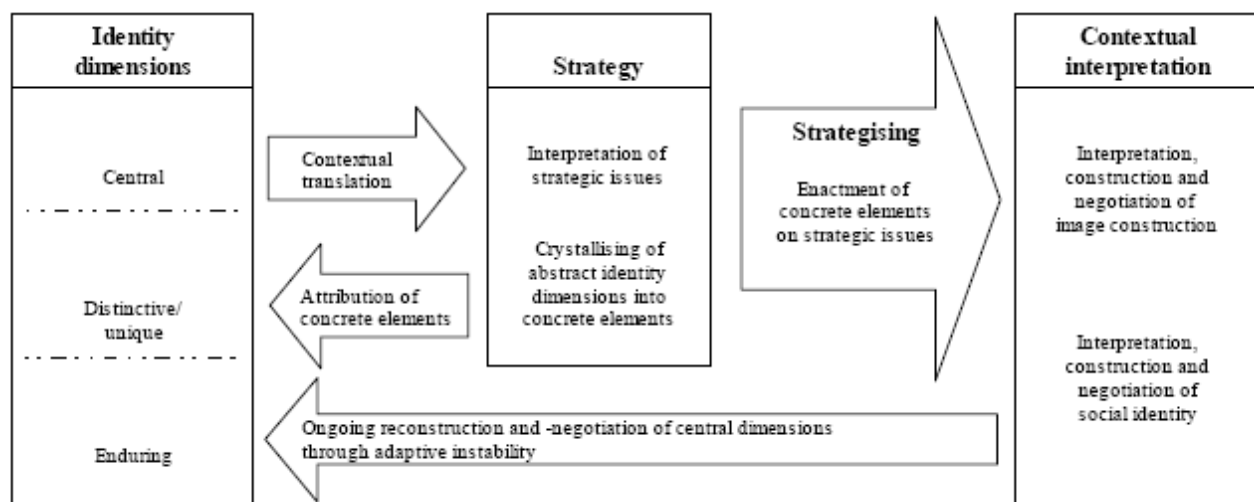 Identity
dimensions
Central
Distinctive/
unique
Enduring
Contextual
translation
Attribution of
concrete elements
Strategy
Interpretation of
strategic issues
Crystallising of
abstract identity
dimensions into
concrete elements
Strategising
Enactment of
concrete elements
on strategic issues
Ongoing reconstruction and -negotiation of central dimensions
through adaptive instability
Contextual
interpretation
Interpretation,
construction and
negotiation of
image construction
Interpretation,
construction and
negotiation of
social identity